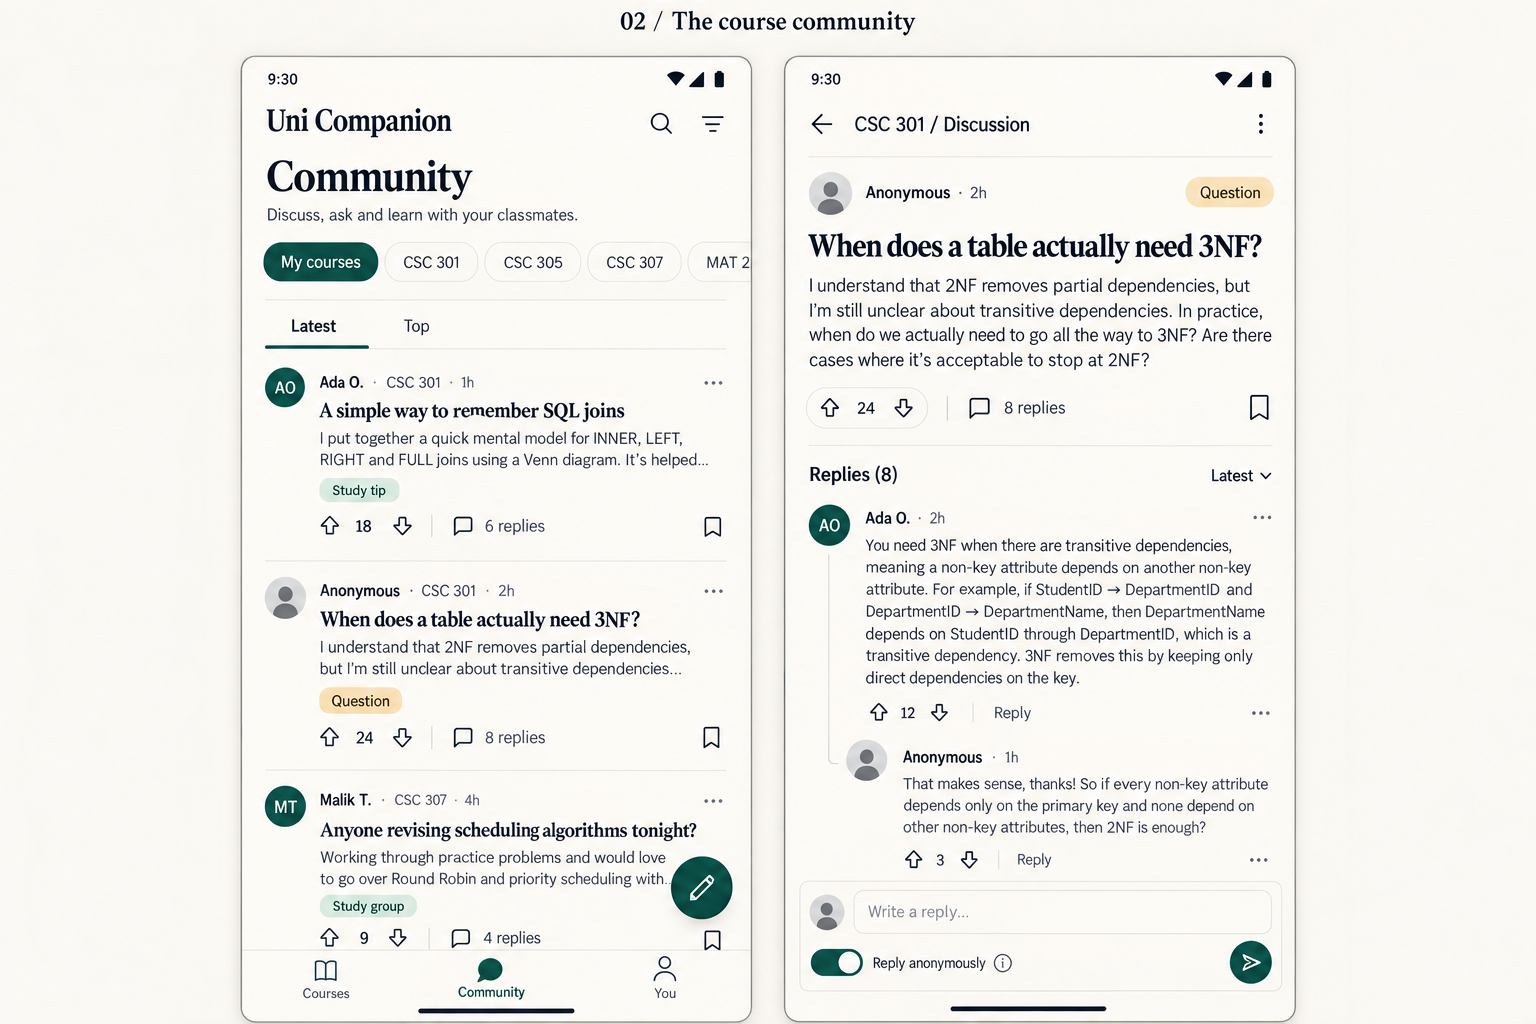 02 / The course community
9:30
Uni Companion
Community
Discuss, ask and learn with your classmates.
My courses
CSC 301
CSC 305
CSC 307
MAT 2
Latest
Top
AO
Ada O. · CSC 301 · 1h
A simple way to remember SQL joins
I put together a quick mental model for INNER, LEFT,
RIGHT and FULL joins using a Venn diagram. It's helped...
Study tip
18
6 replies
Anonymous · CSC 301 · 2h
When does a table actually need 3NF?
I understand that 2NF removes partial dependencies,
but I'm still unclear about transitive dependencies...
Question
24
8 replies
MT
Malik T. · CSC 307 · 4h
Anyone revising scheduling algorithms tonight?
Working through practice problems and would love
to go over Round Robin and priority scheduling with...
Study group
9
4 replies
Courses
Community
You
9:30
CSC 301 / Discussion
Anonymous · 2h
Question
When does a table actually need 3NF?
I understand that 2NF removes partial dependencies, but
I'm still unclear about transitive dependencies. In practice,
when do we actually need to go all the way to 3NF? Are there
cases where it's acceptable to stop at 2NF?
24
8 replies
Replies (8)
Latest
AO
Ada O. · 2h
You need 3NF when there are transitive dependencies,
meaning a non-key attribute depends on another non-key
attribute. For example, if StudentID → DepartmentID and
DepartmentID → DepartmentName, then DepartmentName
depends on StudentID through DepartmentID, which is a
transitive dependency. 3NF removes this by keeping only
direct dependencies on the key.
12
Reply
Anonymous · 1h
That makes sense, thanks! So if every non-key attribute
depends only on the primary key and none depend on
other non-key attributes, then 2NF is enough?
3
Reply
Write a reply...
Reply anonymously